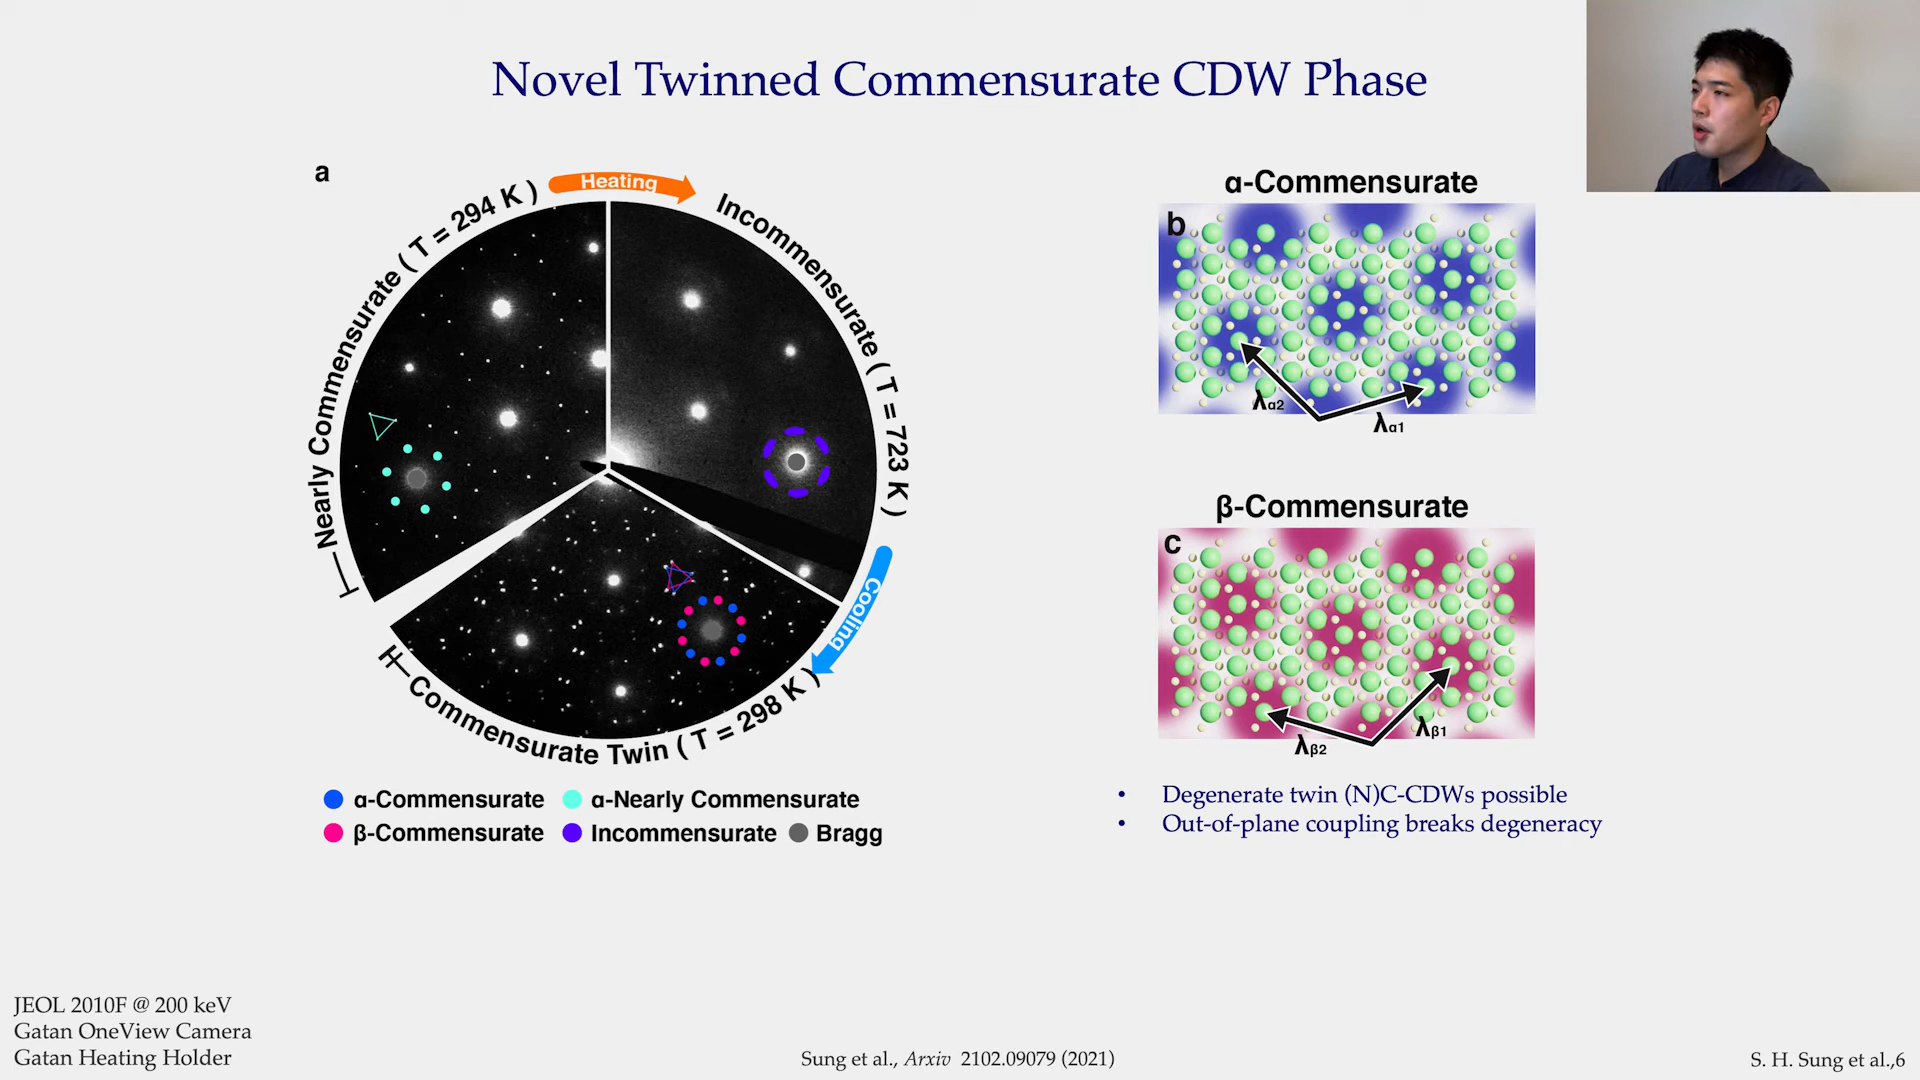 Novel Twinned Commensurate CDW Phase
a
Nearly Commensurate ( T = 294 K )
Heating
Incommensurate ( T = 723 K )
Cooling
Commensurate Twin ( T = 298 K )
α-Commensurate
α-Nearly Commensurate
β-Commensurate
Incommensurate
Bragg
α-Commensurate
b
λα2
λα1
β-Commensurate
c
λβ2
λβ1
• Degenerate twin (N)C-CDWs possible
• Out-of-plane coupling breaks degeneracy
JEOL 2010F @ 200 keV
Gatan OneView Camera
Gatan Heating Holder
Sung et al., Arxiv 2102.09079 (2021)
S. H. Sung et al.,6